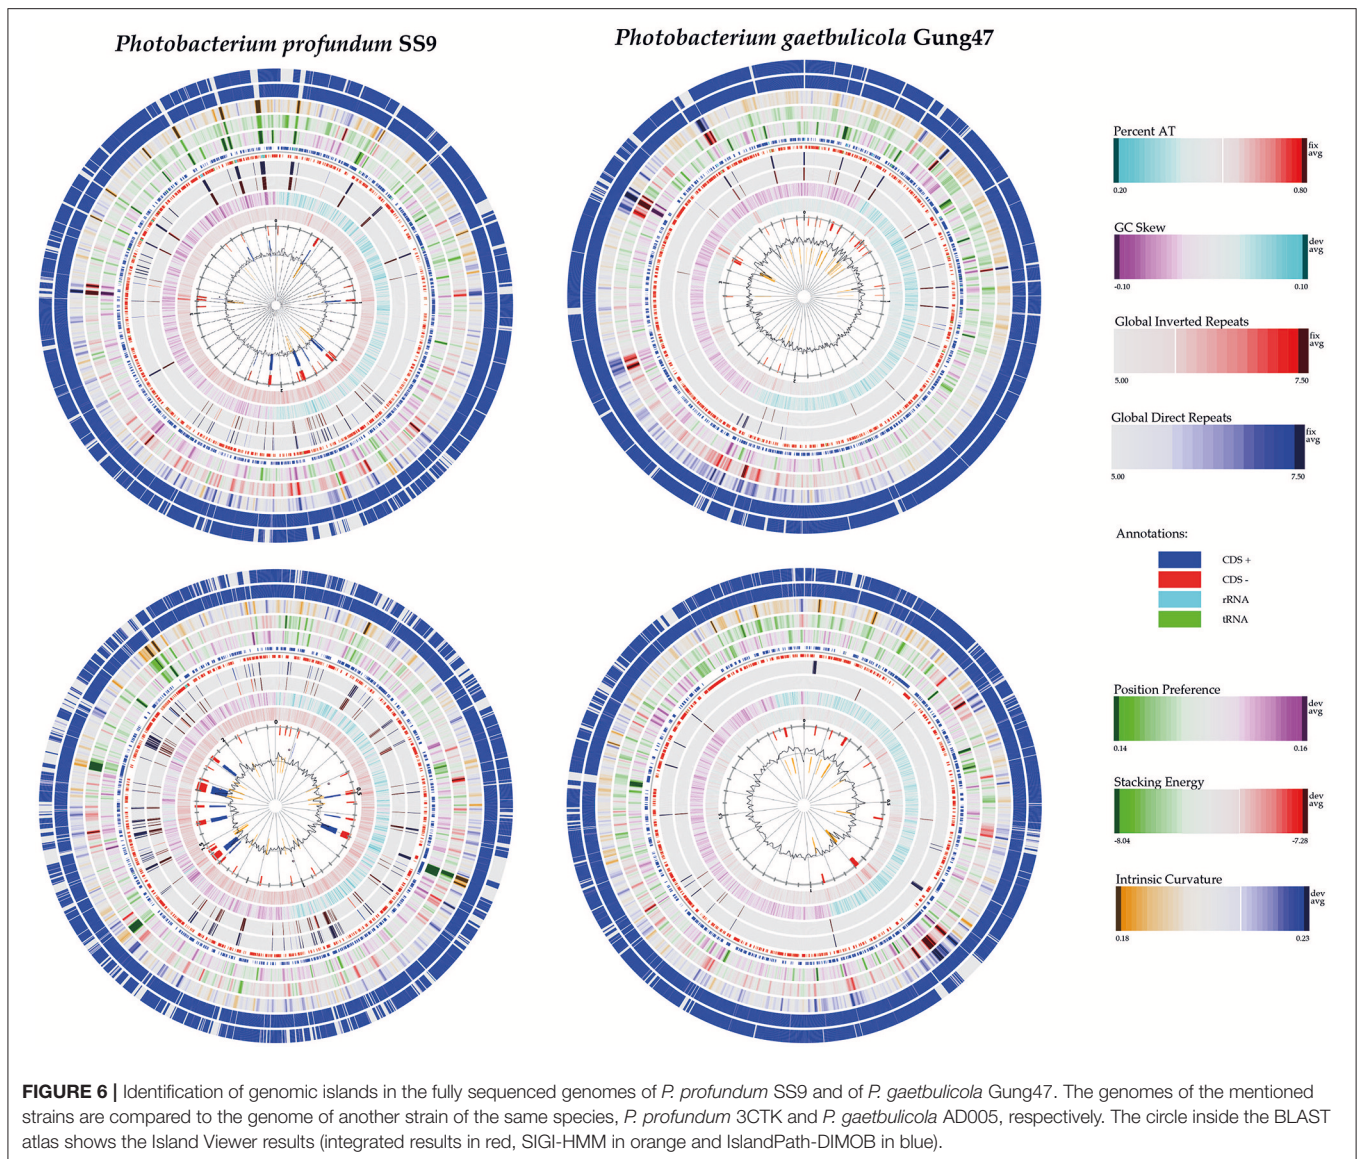 Photobacterium profundum SS9
Photobacterium gaetbulicola Gung47
Percent AT
fix
avg
0.20 0.80
GC Skew
dev
avg
-0.10 0.10
Global Inverted Repeats
fix
avg
5.00 7.50
Global Direct Repeats
fix
avg
5.00 7.50
Annotations:
CDS +
CDS -
rRNA
tRNA
Position Preference
dev
avg
0.14 0.16
Stacking Energy
dev
avg
-8.04 -7.28
Intrinsic Curvature
dev
avg
0.18 0.23
FIGURE 6 | Identification of genomic islands in the fully sequenced genomes of P. profundum SS9 and of P. gaetbulicola Gung47. The genomes of the mentioned
strains are compared to the genome of another strain of the same species, P. profundum 3CTK and P. gaetbulicola AD005, respectively. The circle inside the BLAST
atlas shows the Island Viewer results (integrated results in red, SIGI-HMM in orange and IslandPath-DIMOB in blue).